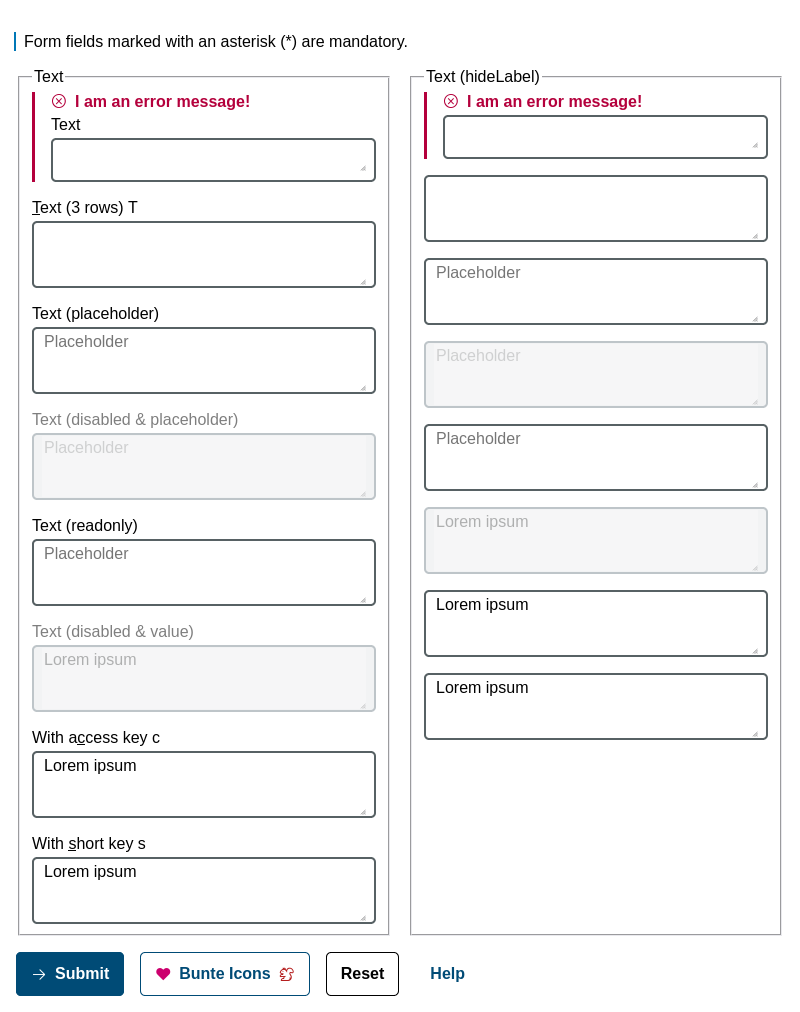 Form fields marked with an asterisk (*) are mandatory.
Text
I am an error message!
Text
Text (3 rows) T
Text (placeholder)
Placeholder
Text (disabled & placeholder)
Placeholder
Text (readonly)
Placeholder
Text (disabled & value)
Lorem ipsum
With access key c
Lorem ipsum
With short key s
Lorem ipsum
Text (hideLabel)
I am an error message!
Placeholder
Placeholder
Placeholder
Lorem ipsum
Lorem ipsum
Lorem ipsum
Submit
Bunte Icons
Reset
Help